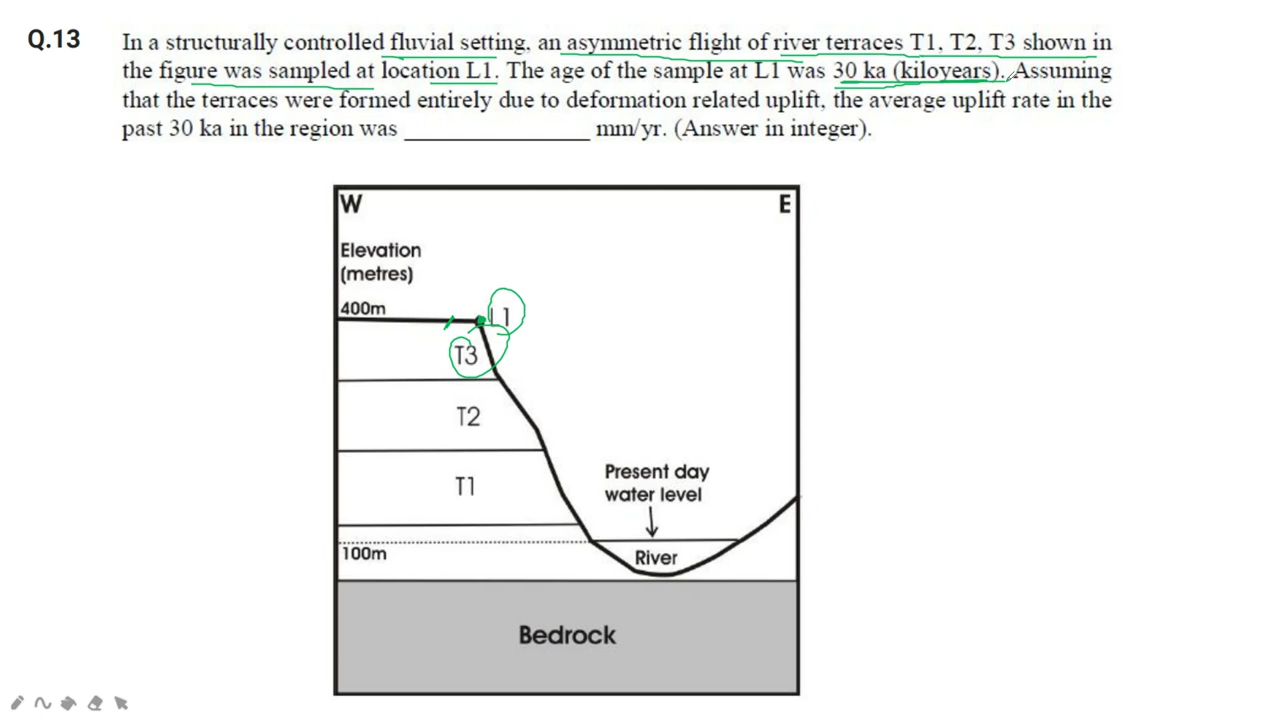 Q.13
In a structurally controlled fluvial setting, an asymmetric flight of river terraces T1, T2, T3 shown in
the figure was sampled at location L1. The age of the sample at L1 was 30 ka (kiloyears). Assuming
that the terraces were formed entirely due to deformation related uplift, the average uplift rate in the
past 30 ka in the region was ______________ mm/yr. (Answer in integer).
W
E
Elevation
(metres)
400m
L1
T3
T2
T1
Present day
water level
100m
River
Bedrock